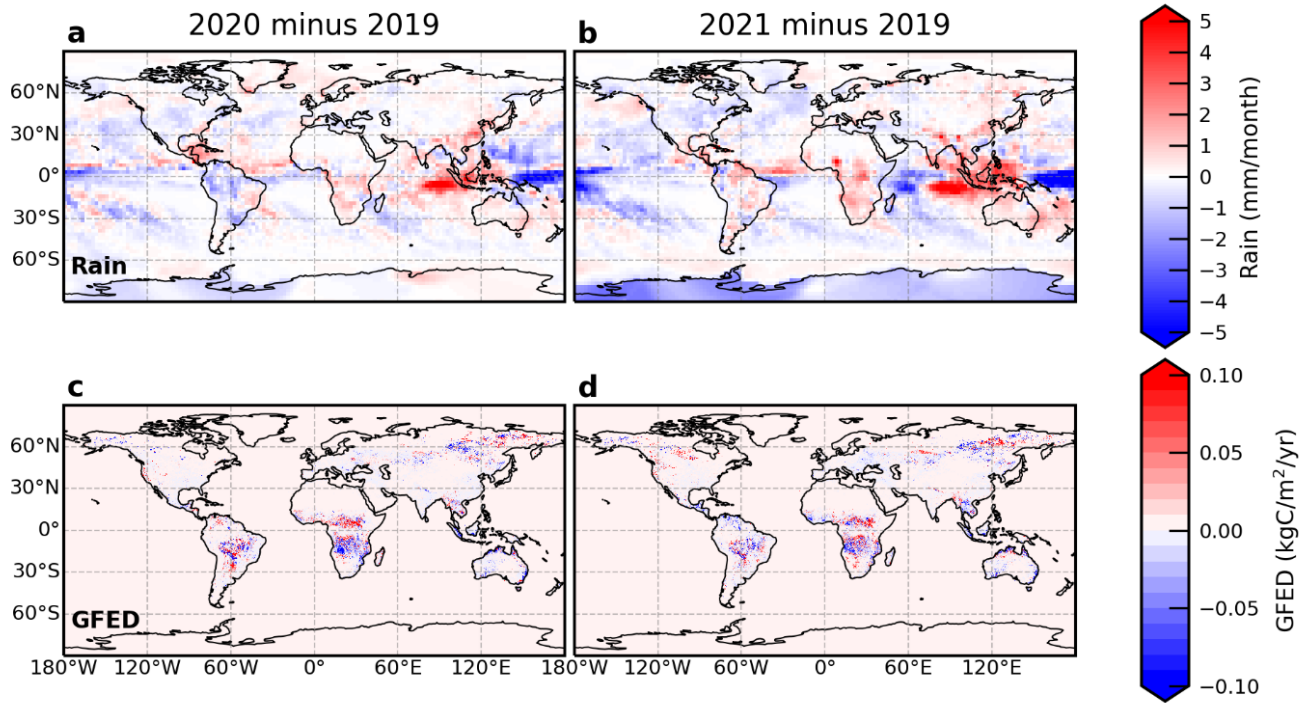 a 2020 minus 2019
b 2021 minus 2019
60°N
30°N
0°
30°S
60°S
Rain
5
4
3
2
1
0
−1
−2
−3
−4
−5
Rain (mm/month)
c
d
60°N
30°N
0°
30°S
60°S
GFED
180°W 120°W 60°W 0° 60°E 120°E 180°W 120°W 60°W 0° 60°E 120°E
0.10
0.05
0.00
−0.05
−0.10
GFED (kgC/m²/yr)